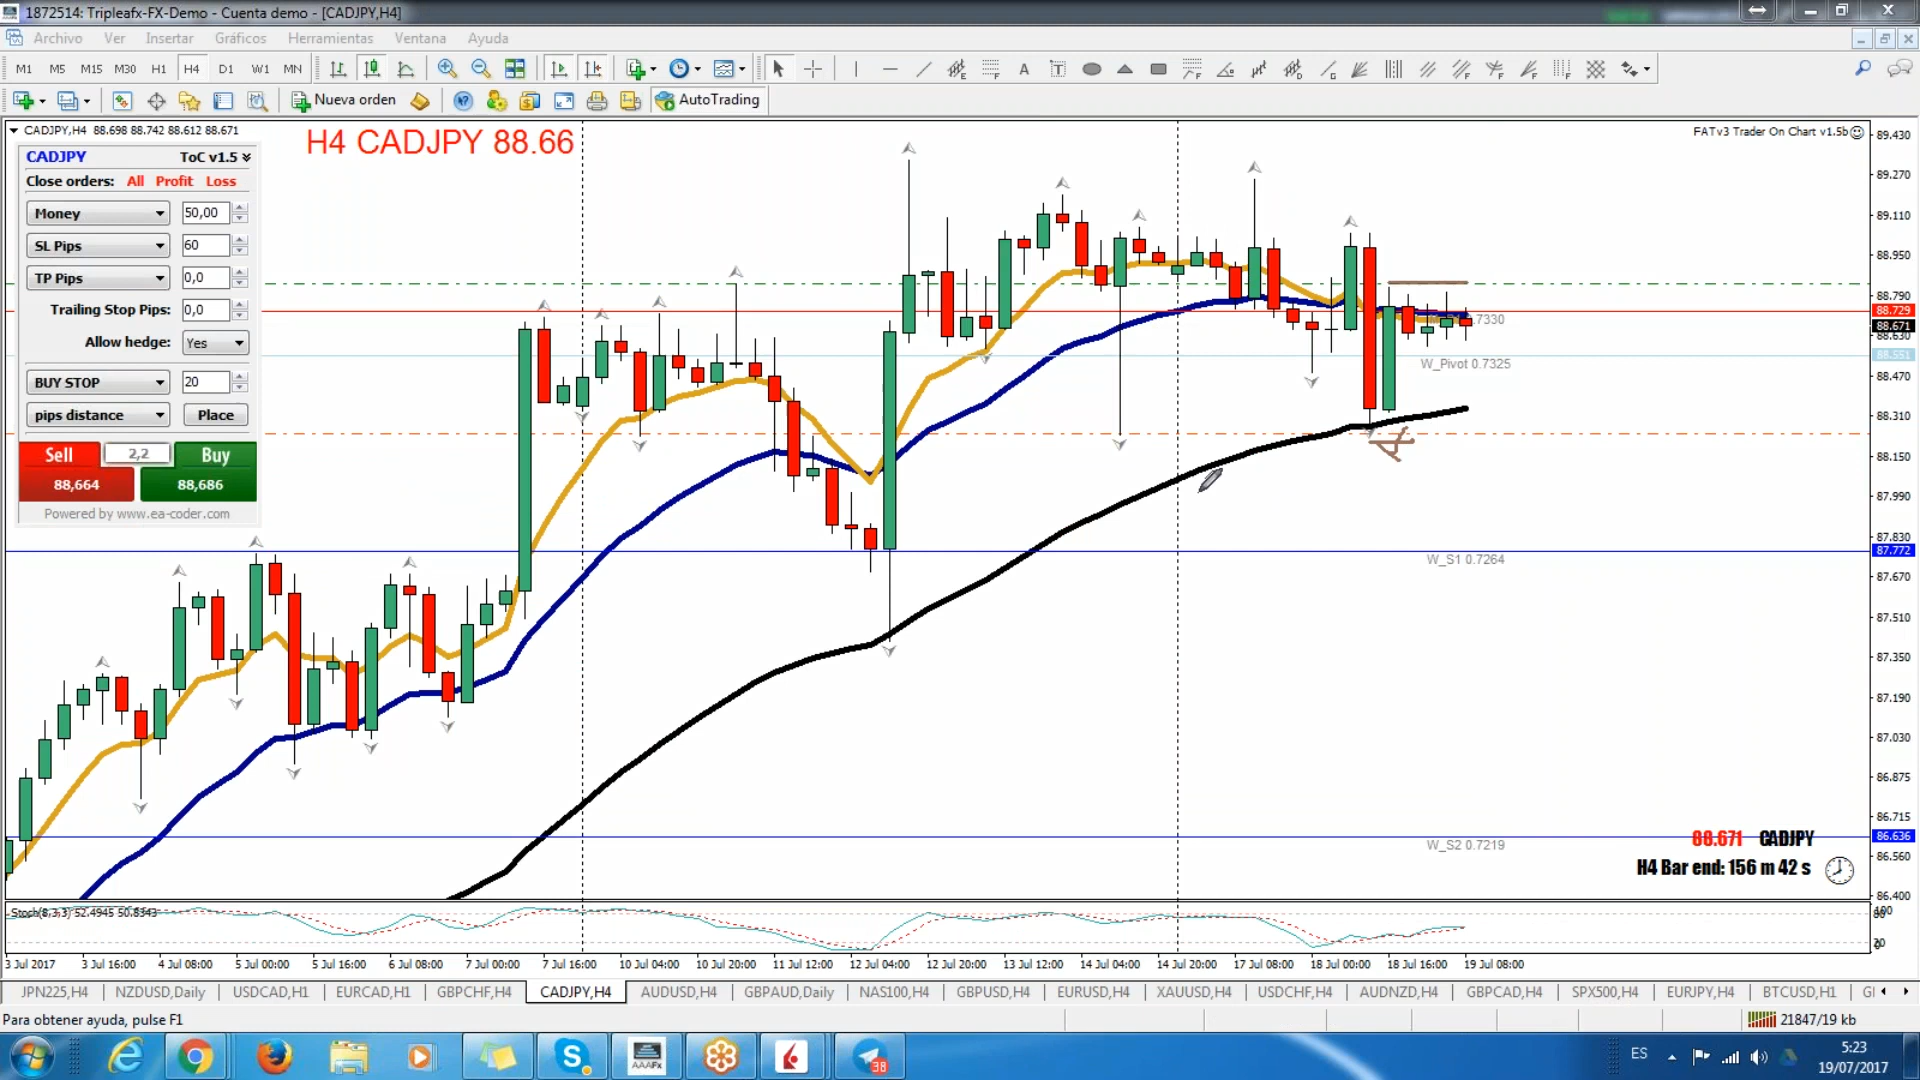 1872514: Tripleafx-FX-Demo - Cuenta demo - [CADJPY,H4]
Archivo Ver Insertar Gráficos Herramientas Ventana Ayuda
M1 M5 M15 M30 H1 H4 D1 W1 MN
Nueva orden AutoTrading
CADJPY,H4 88.698 88.742 88.612 88.671
FATv3 Trader On Chart v1.5b
H4 CADJPY 88.66
CADJPY ToC v1.5
Close orders: All Profit Loss
Money 50,00
SL Pips 60
TP Pips 0,0
Trailing Stop Pips: 0,0
Allow hedge: Yes
BUY STOP 20
pips distance Place
Sell 2,2 Buy
88,664 88,686
Powered by www.ea-coder.com
89.430
89.270
89.110
88.950
88.790
88.729
88.671
88.630
88.551
88.470
88.310
88.150
87.990
87.830
87.772
87.670
87.510
87.350
87.190
87.030
86.875
86.715
86.636
86.560
86.400
W_Pivot 0.7325
W_S1 0.7264
W_S2 0.7219
88.671 CADJPY
H4 Bar end: 156 m 42 s
Stoch(8,3,3) 52.4945 50.8343
100
20
3 Jul 2017 3 Jul 16:00 4 Jul 08:00 5 Jul 00:00 5 Jul 16:00 6 Jul 08:00 7 Jul 00:00 7 Jul 16:00 10 Jul 04:00 10 Jul 20:00 11 Jul 12:00 12 Jul 04:00 12 Jul 20:00 13 Jul 12:00 14 Jul 04:00 14 Jul 20:00 17 Jul 08:00 18 Jul 00:00 18 Jul 16:00 19 Jul 08:00
JPN225,H4 NZDUSD,Daily USDCAD,H1 EURCAD,H1 GBPCHF,H4 CADJPY,H4 AUDUSD,H4 GBPAUD,Daily NAS100,H4 GBPUSD,H4 EURUSD,H4 XAUUSD,H4 USDCHF,H4 AUDNZD,H4 GBPCAD,H4 SPX500,H4 EURJPY,H4 BTCUSD,H1
Para obtener ayuda, pulse F1
21847/19 kb
AAAFx
38
ES
5:23
19/07/2017